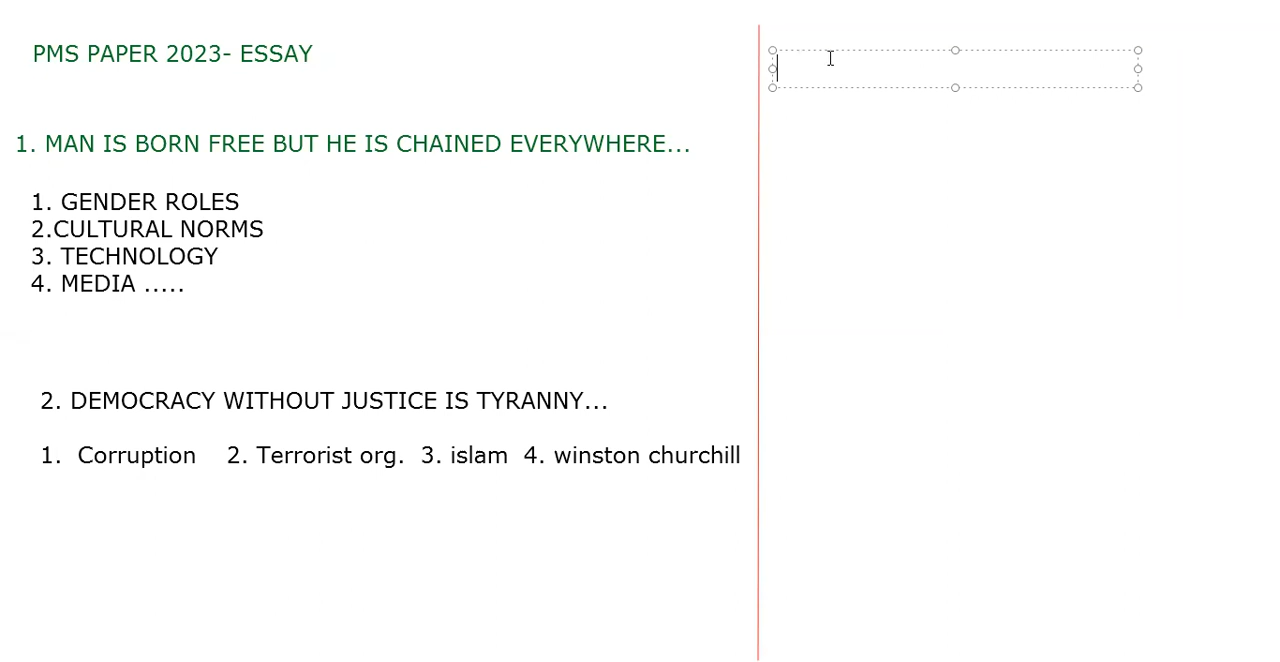 PMS PAPER 2023- ESSAY
1. MAN IS BORN FREE BUT HE IS CHAINED EVERYWHERE...
1. GENDER ROLES
2.CULTURAL NORMS
3. TECHNOLOGY
4. MEDIA .....
2. DEMOCRACY WITHOUT JUSTICE IS TYRANNY...
1. Corruption 2. Terrorist org. 3. islam 4. winston churchill